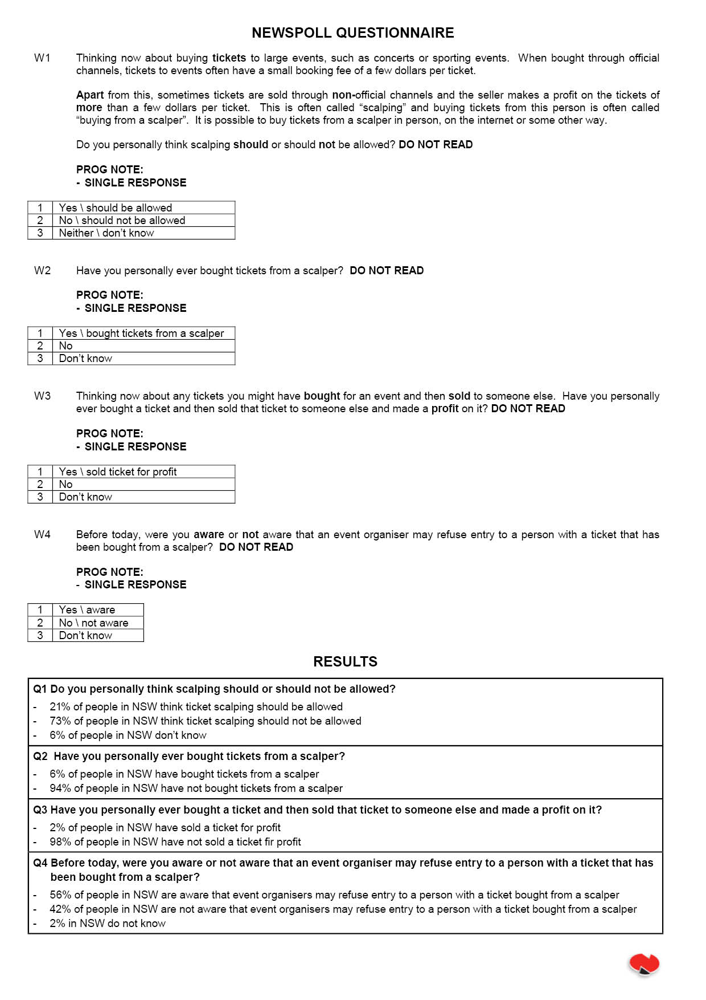 NEWSPOLL QUESTIONNAIRE
W1 Thinking now about buying tickets to large events, such as concerts or sporting events. When bought through official
channels, tickets to events often have a small booking fee of a few dollars per ticket.
Apart from this, sometimes tickets are sold through non-official channels and the seller makes a profit on the tickets of
more than a few dollars per ticket. This is often called “scalping” and buying tickets from this person is often called
“buying from a scalper”. It is possible to buy tickets from a scalper in person, on the internet or some other way.
Do you personally think scalping should or should not be allowed? DO NOT READ
PROG NOTE:
- SINGLE RESPONSE
1 Yes \ should be allowed
2 No \ should not be allowed
3 Neither \ don’t know
W2 Have you personally ever bought tickets from a scalper? DO NOT READ
PROG NOTE:
- SINGLE RESPONSE
1 Yes \ bought tickets from a scalper
2 No
3 Don’t know
W3 Thinking now about any tickets you might have bought for an event and then sold to someone else. Have you personally
ever bought a ticket and then sold that ticket to someone else and made a profit on it? DO NOT READ
PROG NOTE:
- SINGLE RESPONSE
1 Yes \ sold ticket for profit
2 No
3 Don’t know
W4 Before today, were you aware or not aware that an event organiser may refuse entry to a person with a ticket that has
been bought from a scalper? DO NOT READ
PROG NOTE:
- SINGLE RESPONSE
1 Yes \ aware
2 No \ not aware
3 Don’t know
RESULTS
Q1 Do you personally think scalping should or should not be allowed?
- 21% of people in NSW think ticket scalping should be allowed
- 73% of people in NSW think ticket scalping should not be allowed
- 6% of people in NSW don’t know
Q2 Have you personally ever bought tickets from a scalper?
- 6% of people in NSW have bought tickets from a scalper
- 94% of people in NSW have not bought tickets from a scalper
Q3 Have you personally ever bought a ticket and then sold that ticket to someone else and made a profit on it?
- 2% of people in NSW have sold a ticket for profit
- 98% of people in NSW have not sold a ticket fir profit
Q4 Before today, were you aware or not aware that an event organiser may refuse entry to a person with a ticket that has
been bought from a scalper?
- 56% of people in NSW are aware that event organisers may refuse entry to a person with a ticket bought from a scalper
- 42% of people in NSW are not aware that event organisers may refuse entry to a person with a ticket bought from a scalper
- 2% in NSW do not know